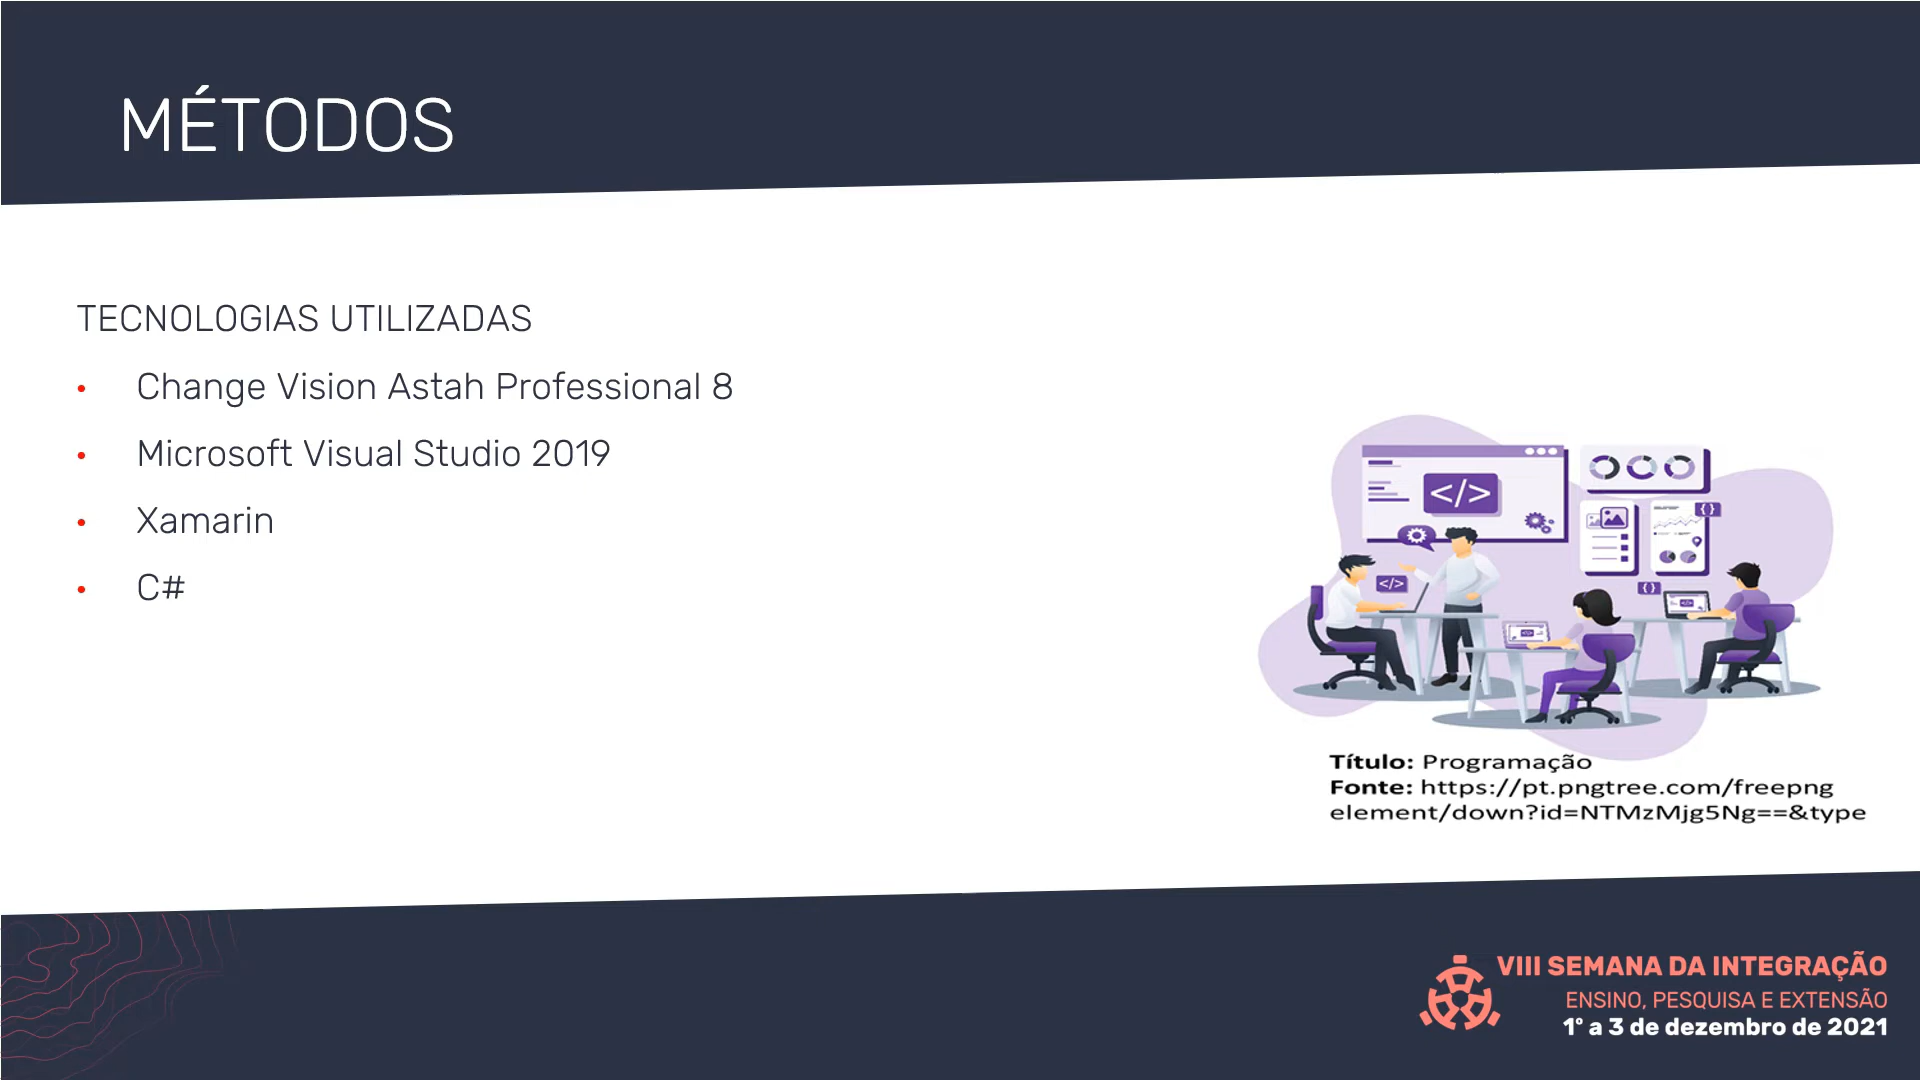 MÉTODOS
TECNOLOGIAS UTILIZADAS
• Change Vision Astah Professional 8
• Microsoft Visual Studio 2019
• Xamarin
• C#
</>
</>
{}
{}
</>
Título: Programação
Fonte: https://pt.pngtree.com/freepng
element/down?id=NTMzMjg5Ng==&type
VIII SEMANA DA INTEGRAÇÃO
ENSINO, PESQUISA E EXTENSÃO
1º a 3 de dezembro de 2021